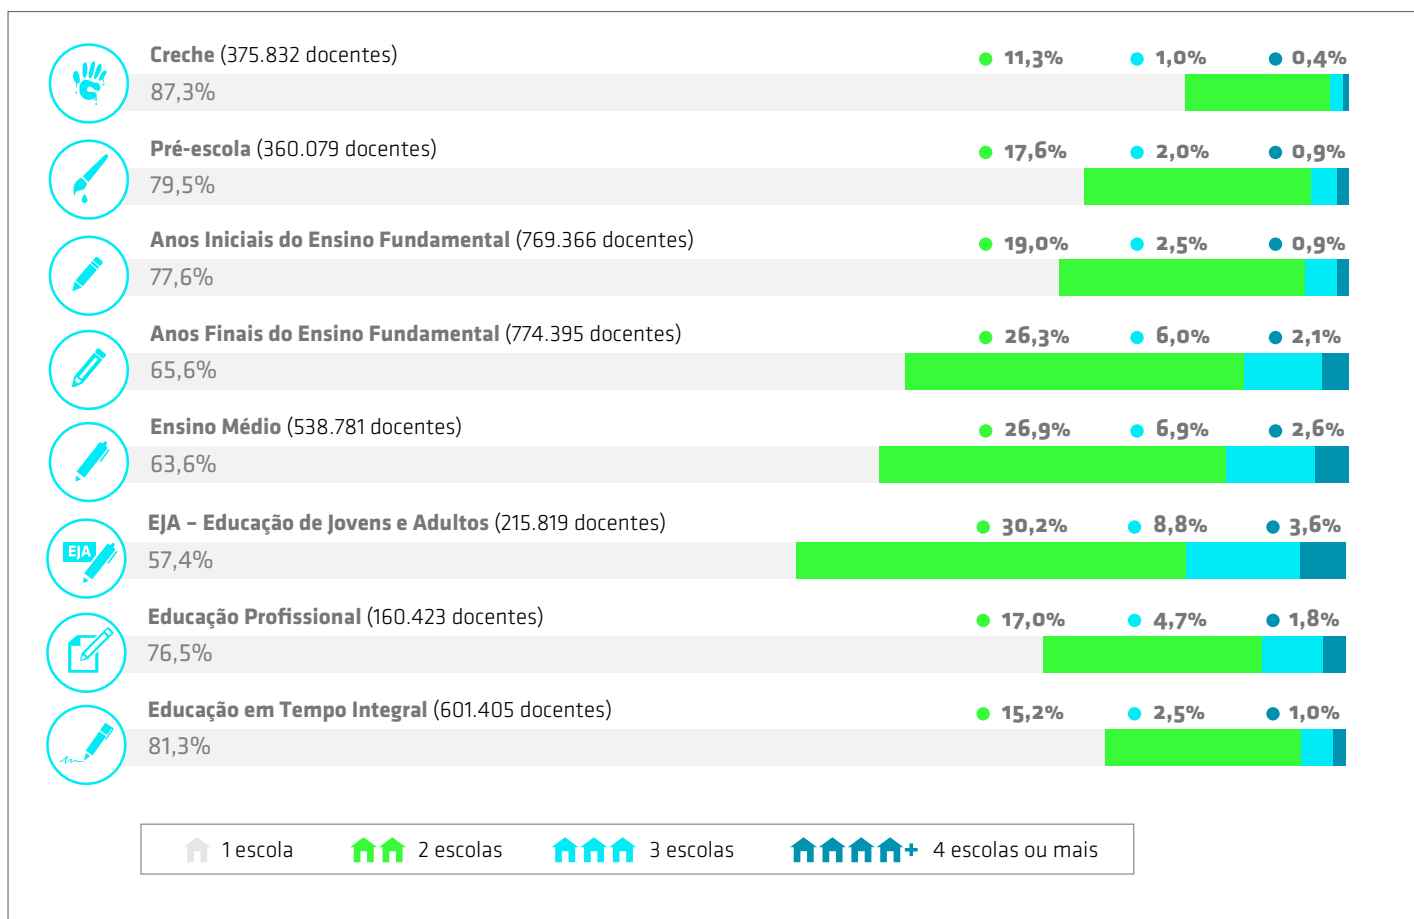 Creche (375.832 docentes)
11,3% 1,0% 0,4%
87,3%
Pré-escola (360.079 docentes)
17,6% 2,0% 0,9%
79,5%
Anos Iniciais do Ensino Fundamental (769.366 docentes)
19,0% 2,5% 0,9%
77,6%
Anos Finais do Ensino Fundamental (774.395 docentes)
26,3% 6,0% 2,1%
65,6%
Ensino Médio (538.781 docentes)
26,9% 6,9% 2,6%
63,6%
EJA – Educação de Jovens e Adultos (215.819 docentes)
30,2% 8,8% 3,6%
EJA
57,4%
Educação Profissional (160.423 docentes)
17,0% 4,7% 1,8%
76,5%
Educação em Tempo Integral (601.405 docentes)
15,2% 2,5% 1,0%
81,3%
1 escola 2 escolas + 3 escolas 4 escolas ou mais